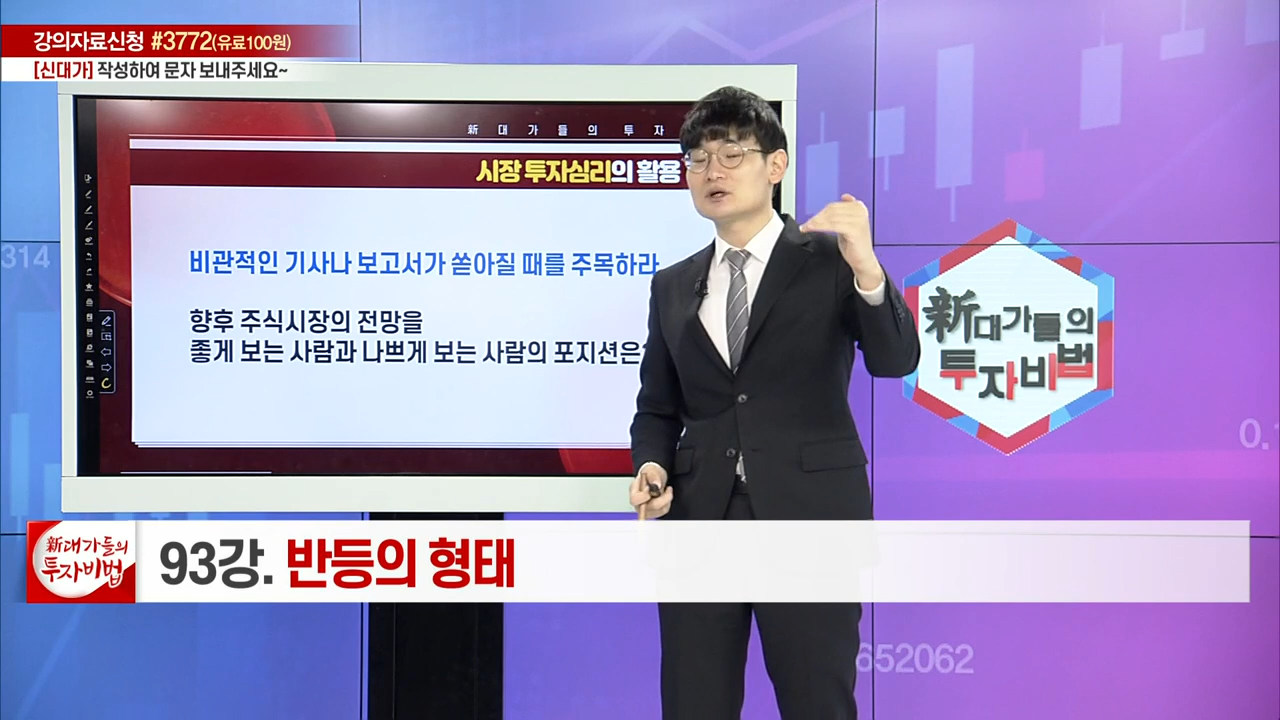 강의자료신청 #3772(유료100원)
[신대가] 작성하여 문자 보내주세요~
新 대 가 들 의 투 자
시장 투자심리의 활용
비관적인 기사나 보고서가 쏟아질 때를 주목하라
향후 주식시장의 전망을
좋게 보는 사람과 나쁘게 보는 사람의 포지션은?
314
新대가들의
투자비법
0.1
新대가들의
투자비법
93강. 반등의 형태
652062